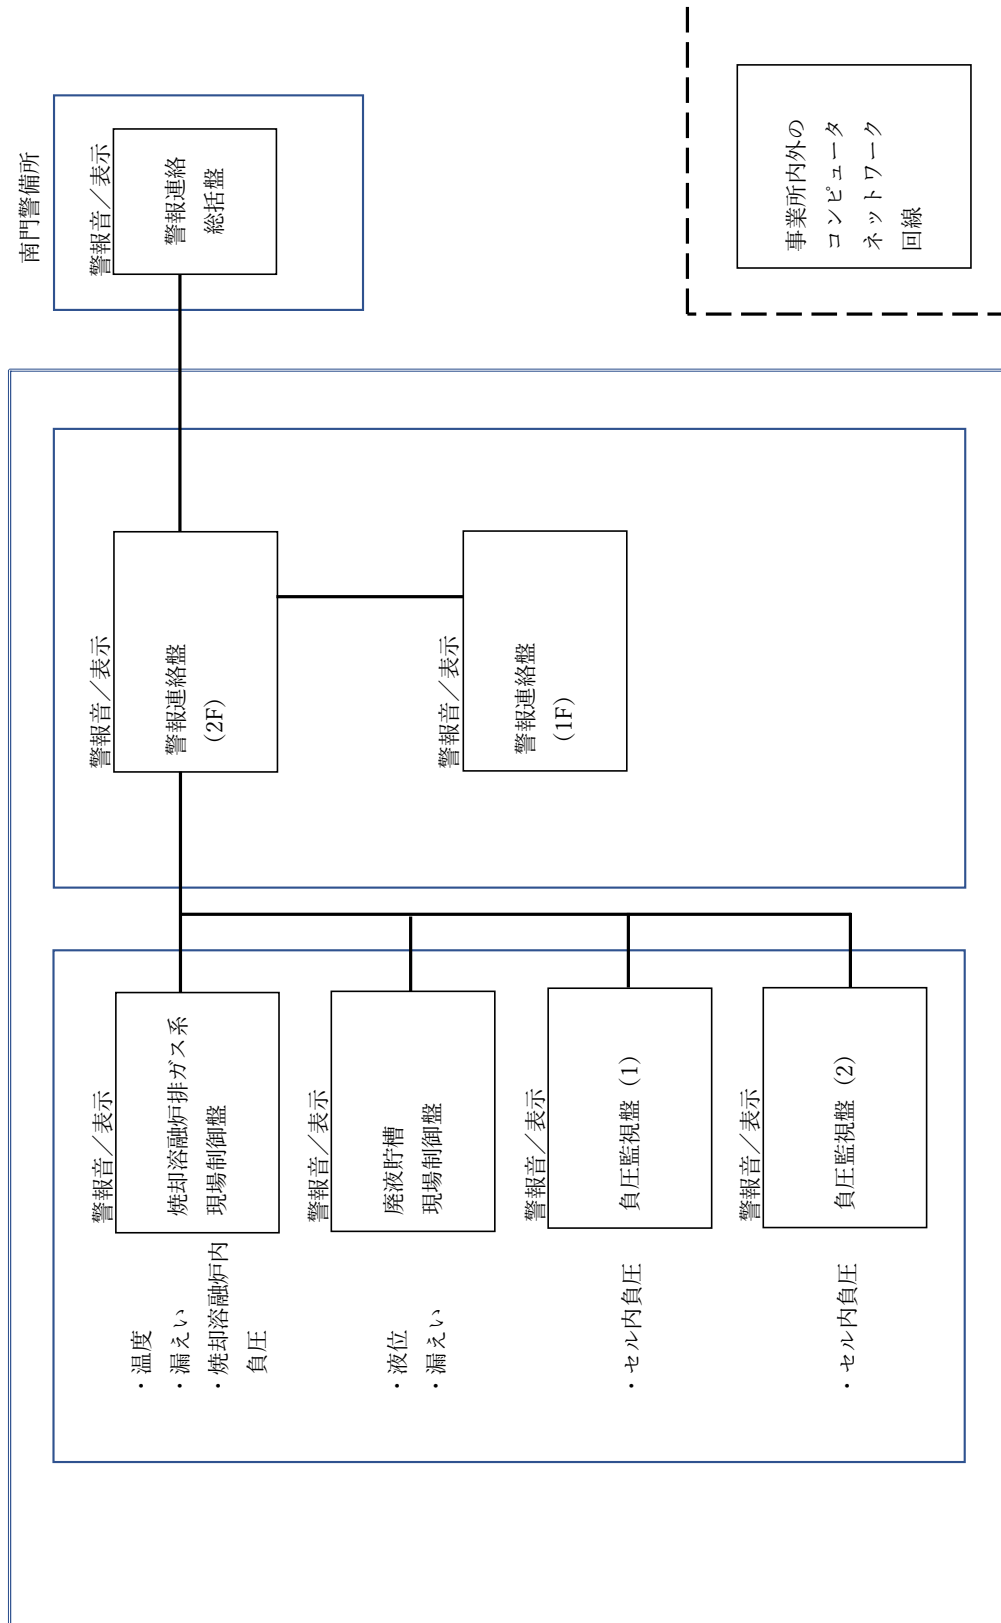 ・温度
・漏えい
・焼却溶融炉内
負圧
警報音／表示
焼却溶融炉排ガス系
現場制御盤
・液位
・漏えい
警報音／表示
廃液貯槽
現場制御盤
・セル内負圧
警報音／表示
負圧監視盤（1）
・セル内負圧
警報音／表示
負圧監視盤（2）
警報音／表示
警報連絡盤
（2F）
警報音／表示
警報連絡盤
（1F）
南門警備所
警報音／表示
警報連絡
総括盤
事業所内外の
コンピュータ
ネットワーク
回線